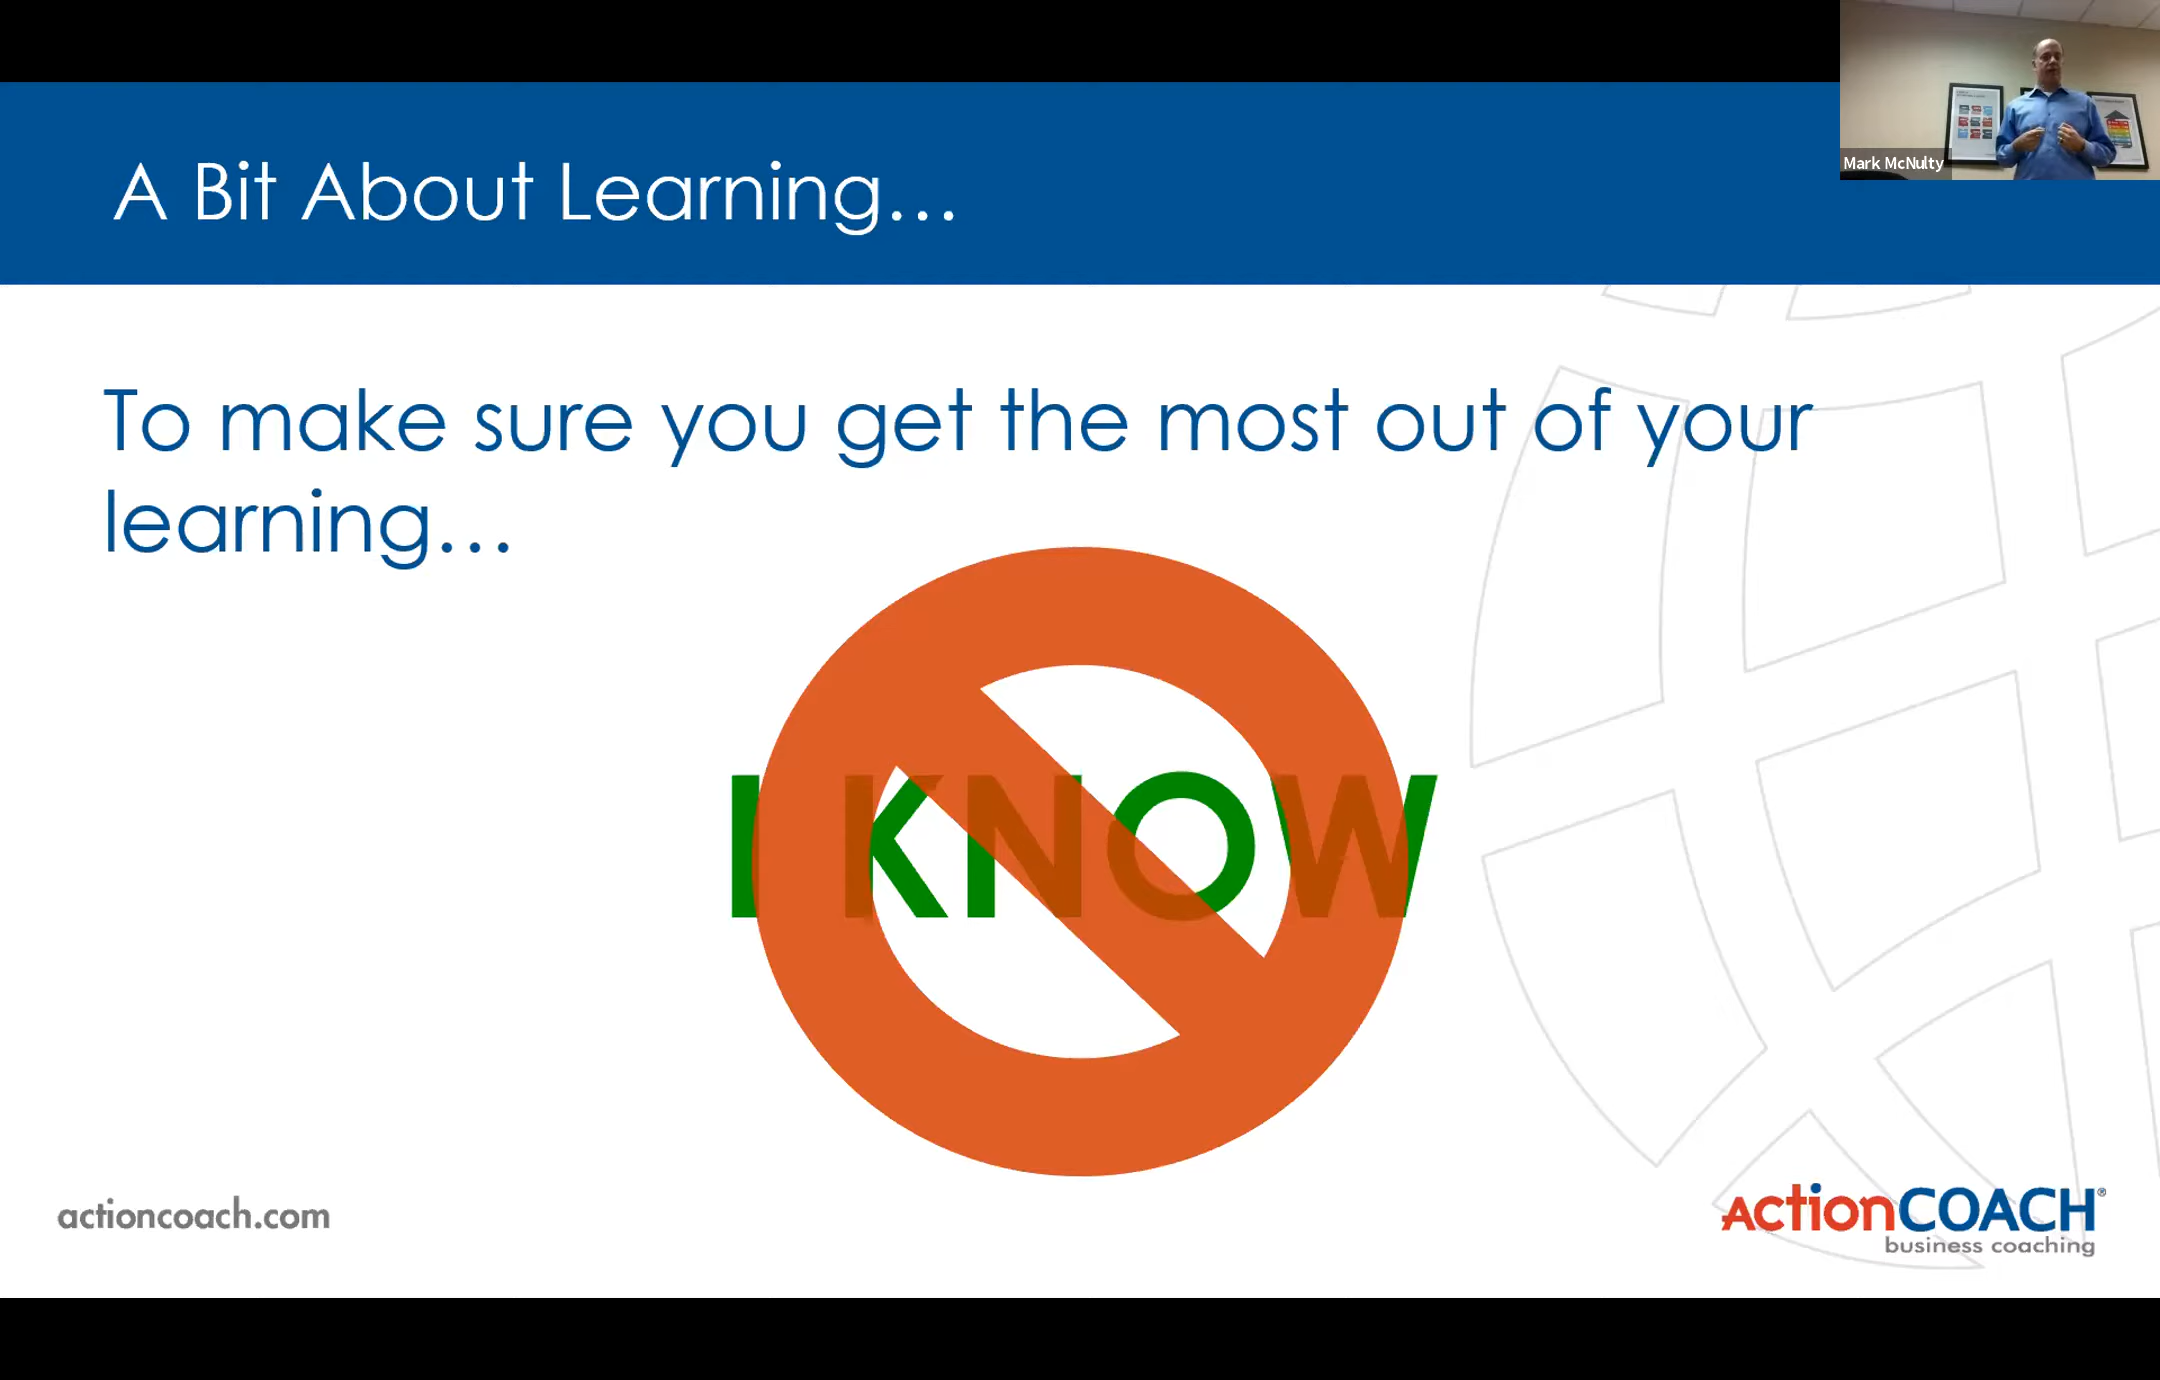 Mark McNulty
A Bit About Learning...
To make sure you get the most out of your
learning...
I KNOW
actioncoach.com
ActionCOACH®
business coaching